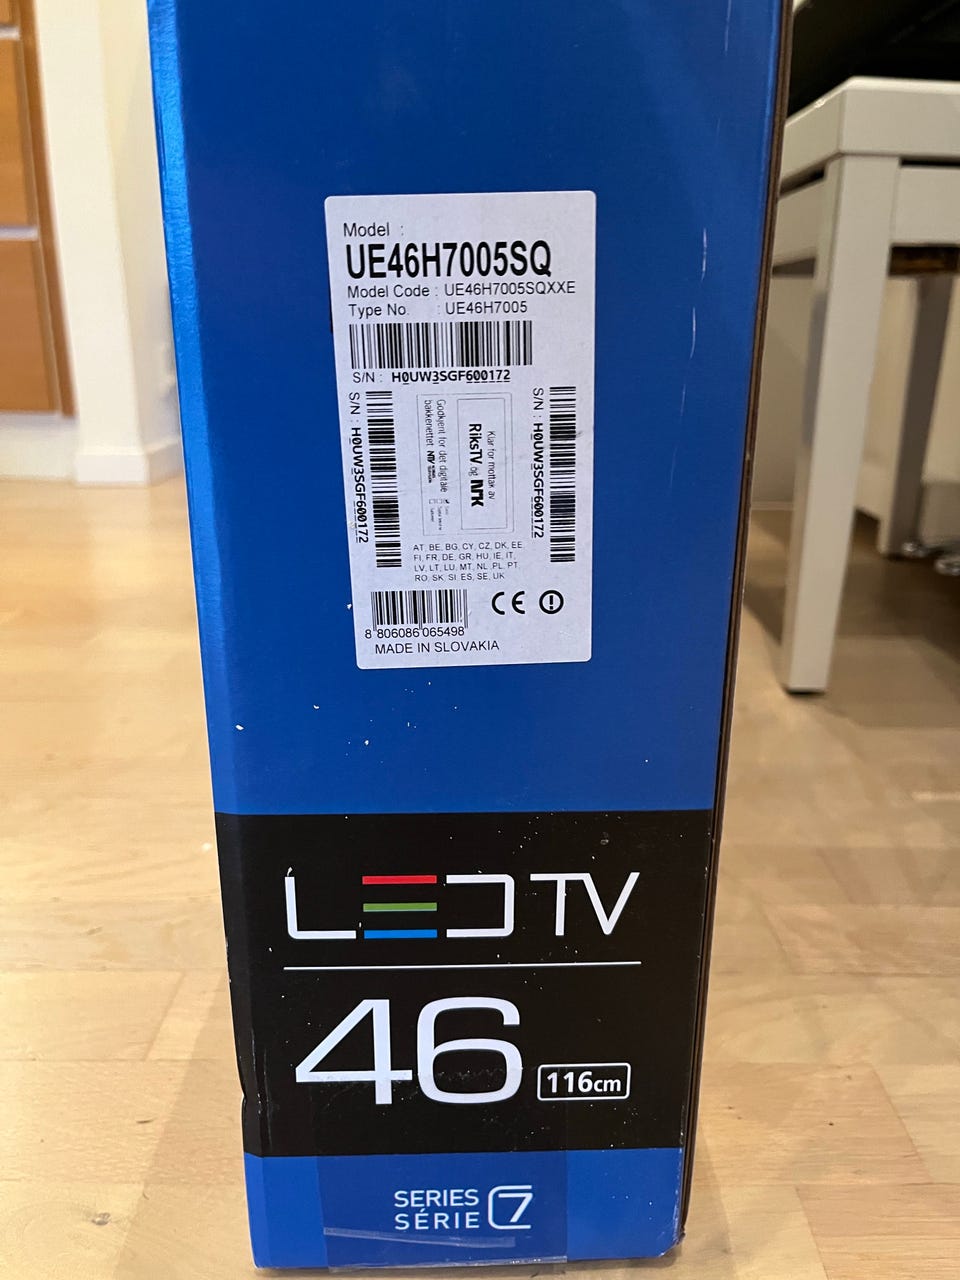 Model :
UE46H7005SQ
Model Code : UE46H7005SQXXE
Type No. : UE46H7005
S/N : H0UW3SGF600172
S/N : H0UW3SGF600172
Godkjent for det digitale
bakkenettet NTV
Klar for mottak av
RiksTV og NRK
S/N : H0UW3SGF600172
AT, BE, BG, CY, CZ, DK, EE
FI, FR, DE, GR, HU, IE, IT,
LV, LT, LU, MT, NL, PL, PT,
RO, SK, SI, ES, SE, UK
8 806086 065498
CE
MADE IN SLOVAKIA
LED TV
46 116cm
SERIES 7
SÉRIE